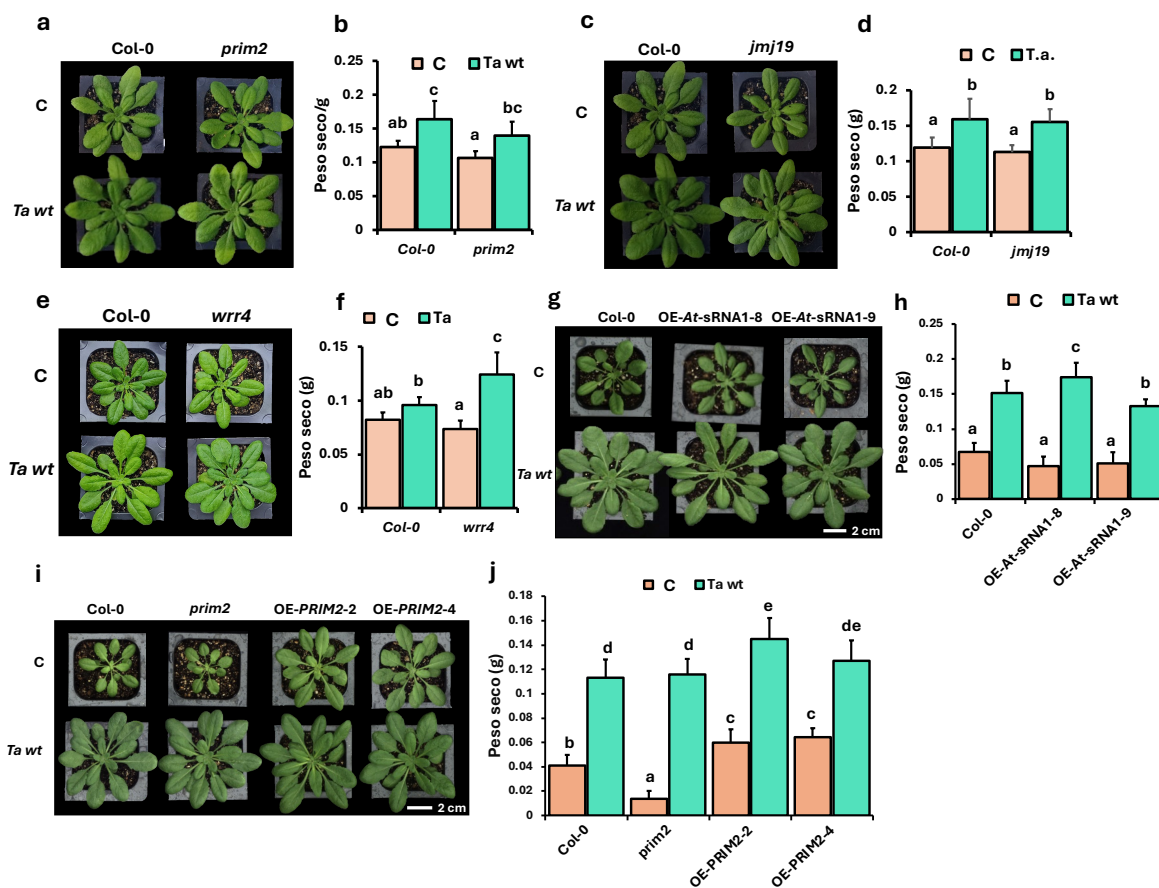 a
Col-0 prim2
C
Ta wt
b
C Ta wt
Peso seco/g
0.25
0.2
0.15
0.1
0.05
0
ab c a bc
Col-0 prim2
c
jmj19
Col-0
C
Ta wt
d
C T.a.
Peso seco (g)
0.2
0.15
0.1
0.05
0
a b a b
Col-0 jmj19
e
Col-0 wrr4
C
Ta wt
f
C Ta
Peso seco (g)
0.15
0.1
0.05
0
ab b a c
Col-0 wrr4
g
Col-0 OE-At-sRNA1-8 OE-At-sRNA1-9
C
Ta wt
2 cm
h
C Ta wt
Peso seco (g)
0.25
0.2
0.15
0.1
0.05
0
a b a c a b
Col-0 OE-At-sRNA1-8 OE-At-sRNA1-9
i
Col-0 prim2 OE-PRIM2-2 OE-PRIM2-4
C
Ta wt
2 cm
j
C Ta wt
Peso seco (g)
0.18
0.16
0.14
0.12
0.1
0.08
0.06
0.04
0.02
0
b d a d c e c de
Col-0 prim2 OE-PRIM2-2 OE-PRIM2-4